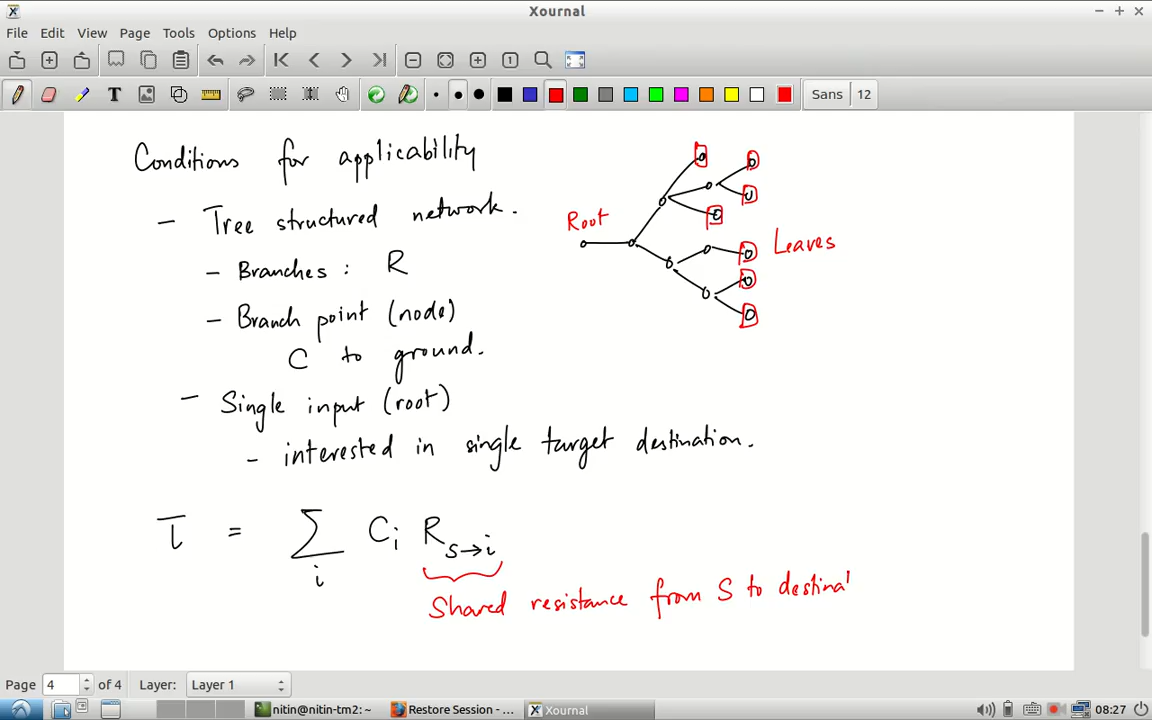 Xournal
File Edit View Page Tools Options Help
Sans 12
Conditions for applicability
- Tree structured network.
- Branches : R
- Branch point (node)
C to ground.
- Single input (root)
- interested in single target destination.
Root
Leaves
τ = ∑ Cᵢ R s→i
i
Shared resistance from S to destinat
Page 4 of 4 Layer: Layer 1
nitin@nitin-tm2: ~ Restore Session - ... Xournal 08:27